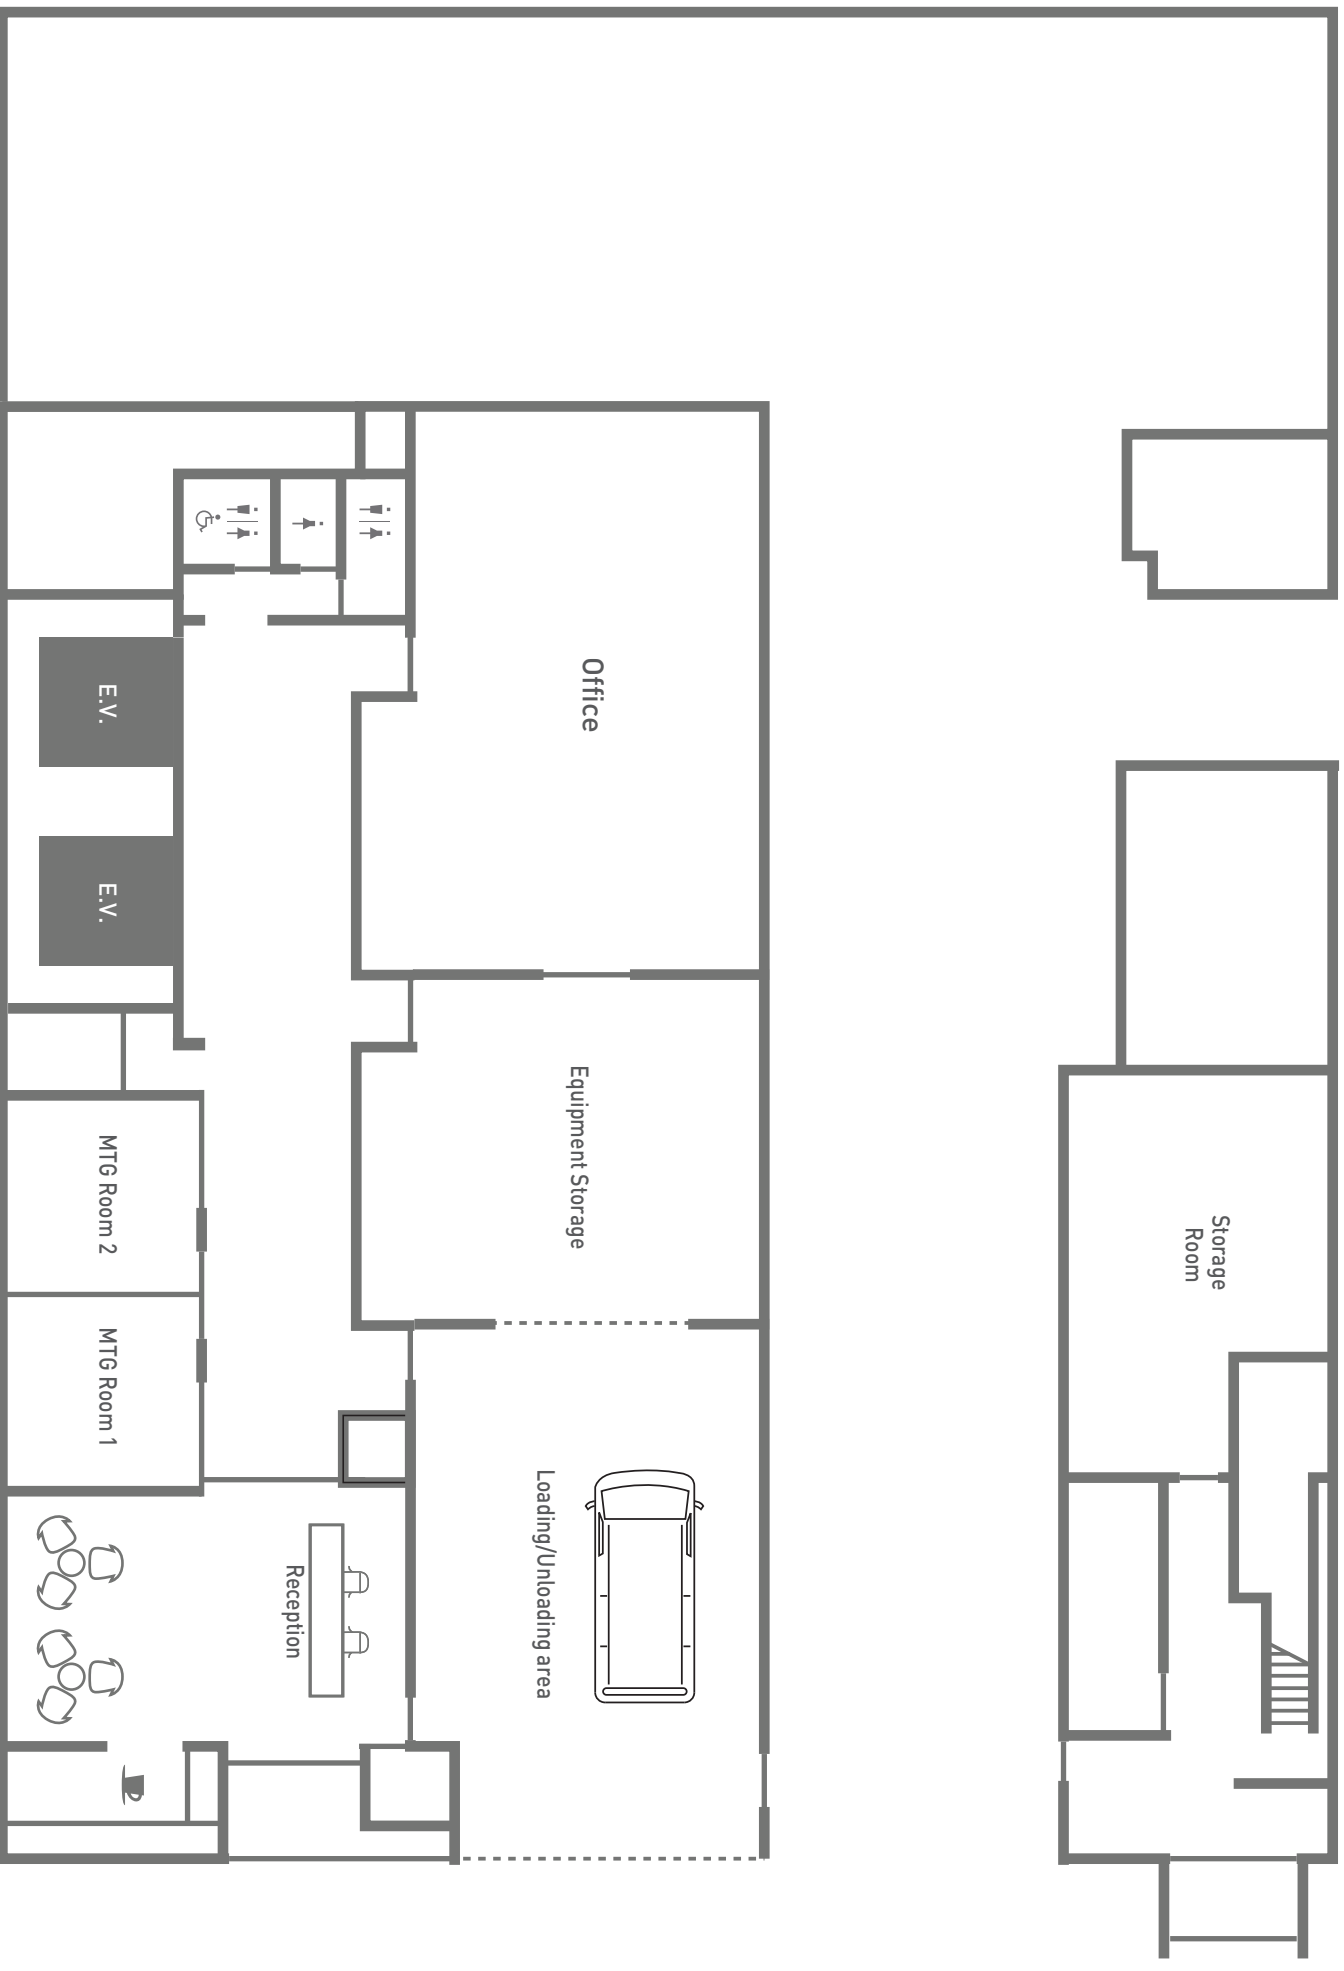 Office
E.V.
E.V.
Equipment Storage
MTG Room 2
Storage
Room
MTG Room 1
Loading/Unloading area
Reception